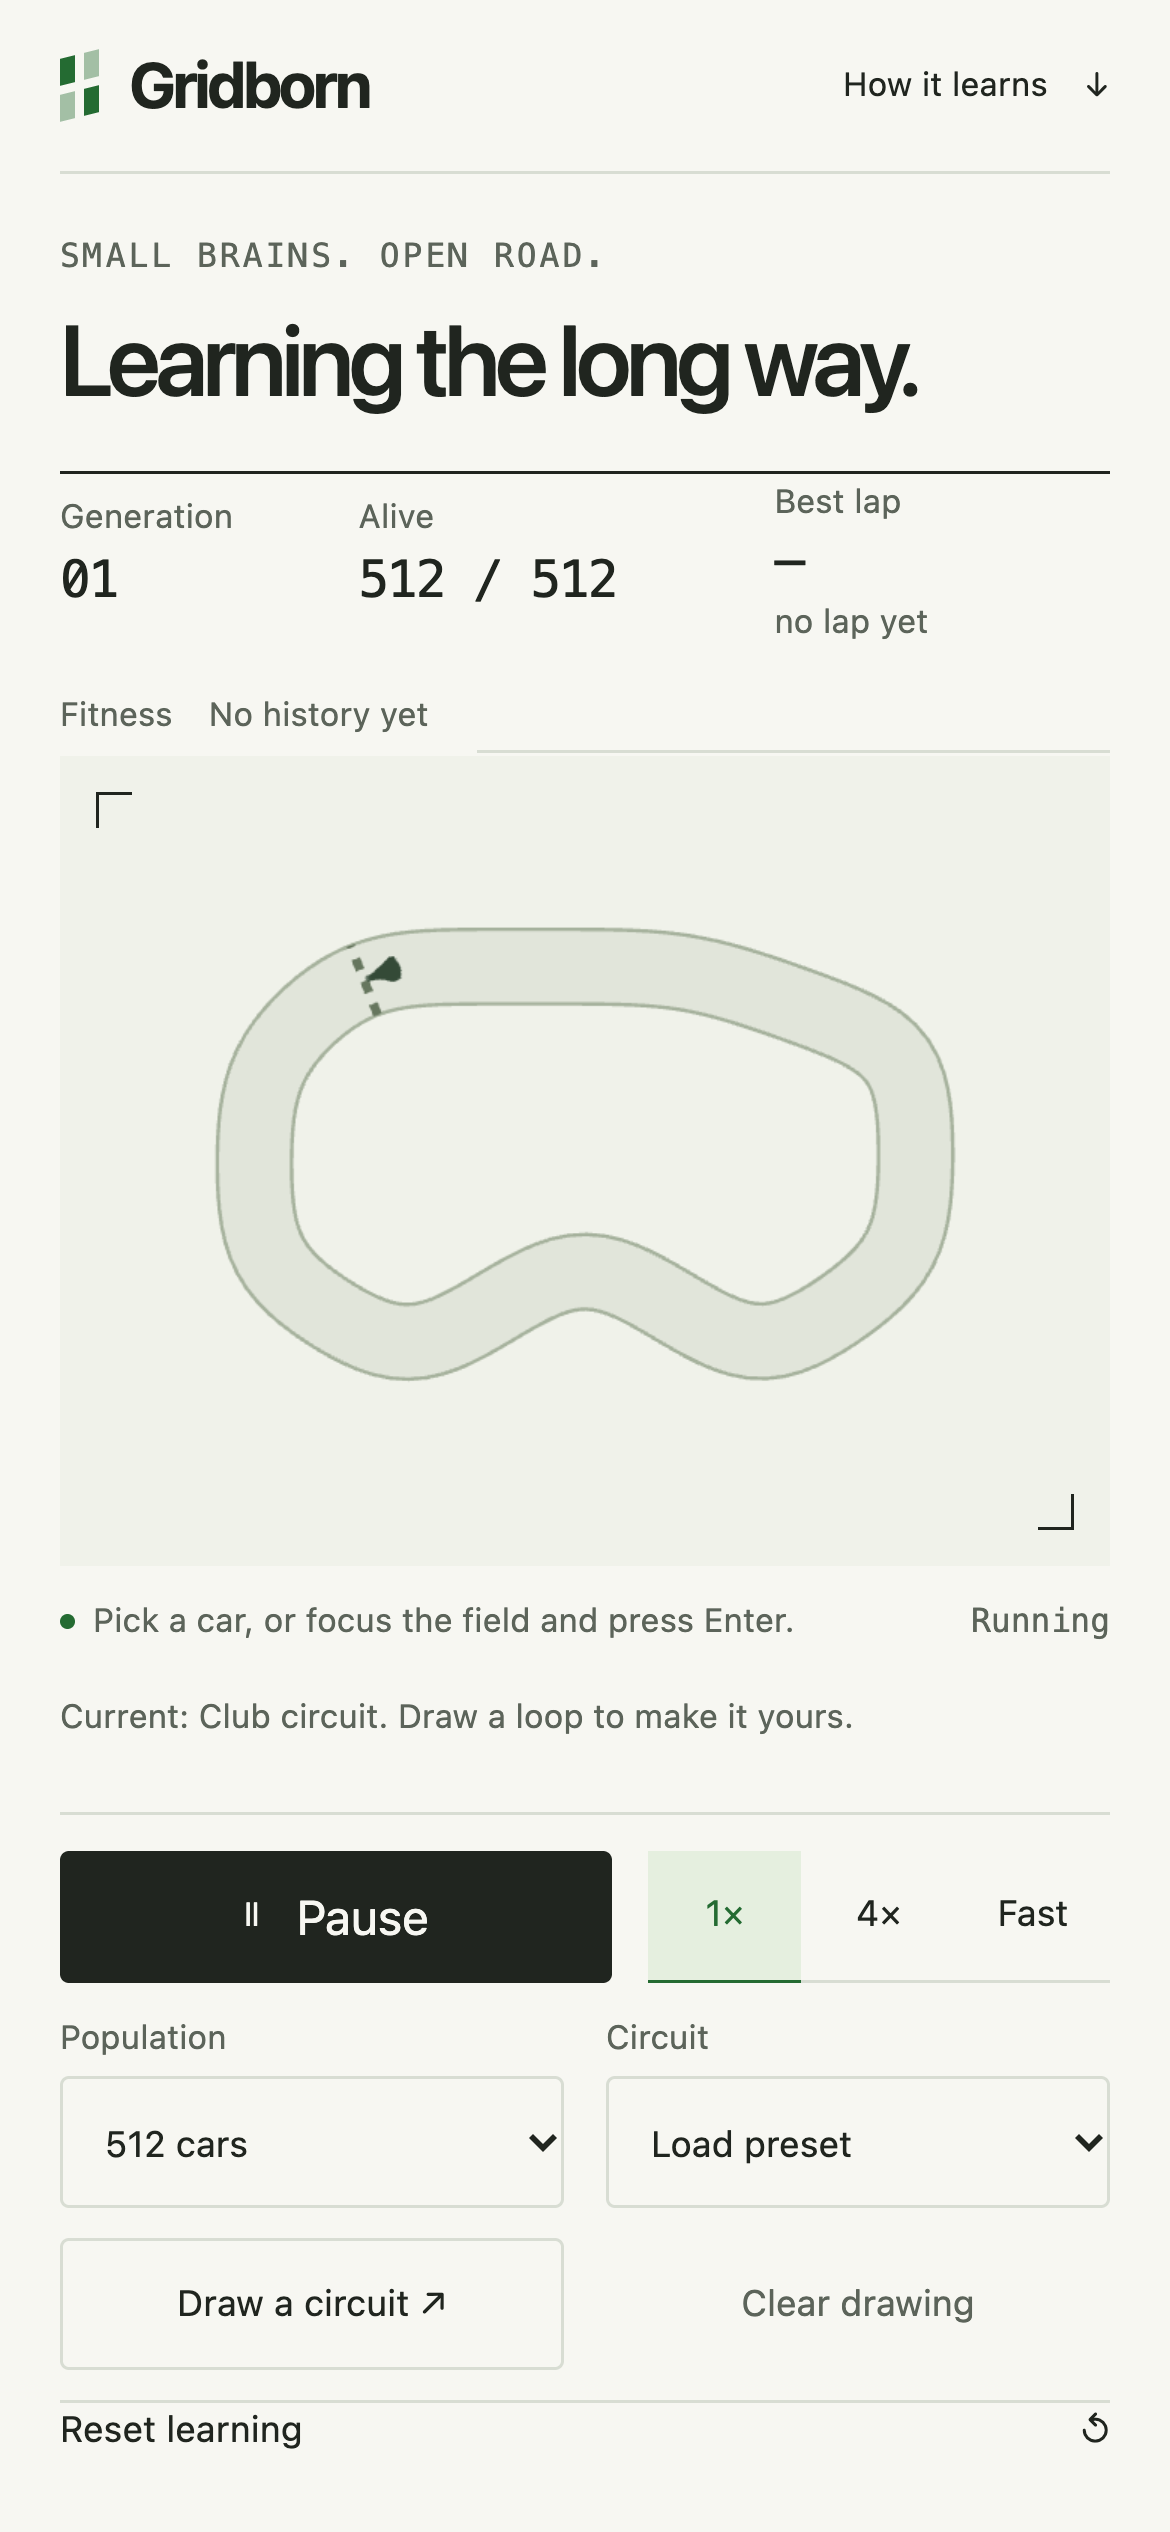 Gridborn
How it learns ↓
SMALL BRAINS. OPEN ROAD.
Learning the long way.
Generation
01
Alive
512 / 512
Best lap
—
no lap yet
Fitness No history yet
Pick a car, or focus the field and press Enter.
Running
Current: Club circuit. Draw a loop to make it yours.
Pause
1×
4×
Fast
Population
512 cars
Circuit
Load preset
Draw a circuit ↗
Clear drawing
Reset learning